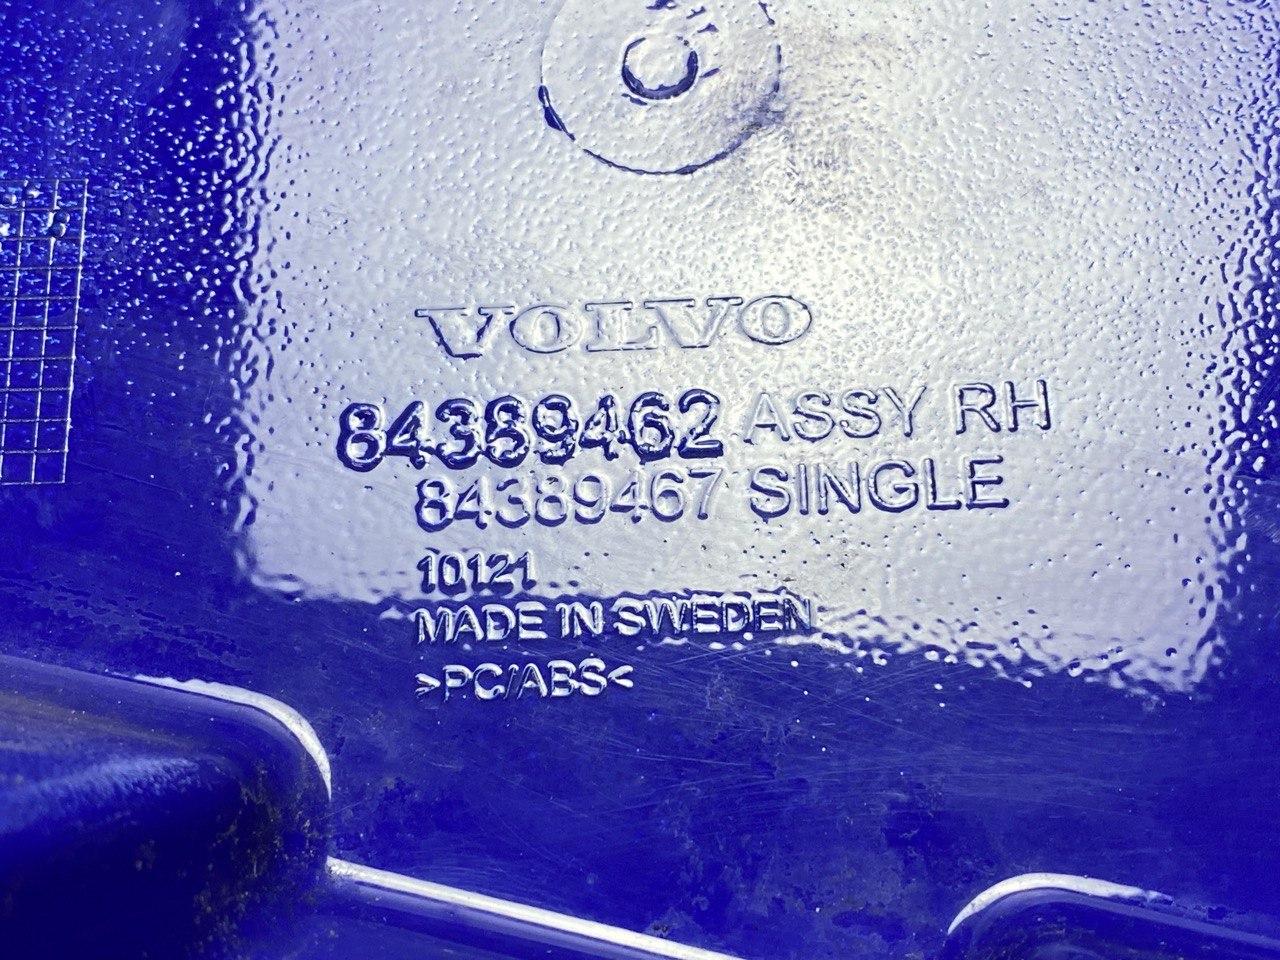 VOLVO
84389462 ASSY RH
84389467 SINGLE
10121
MADE IN SWEDEN
>PC/ABS<